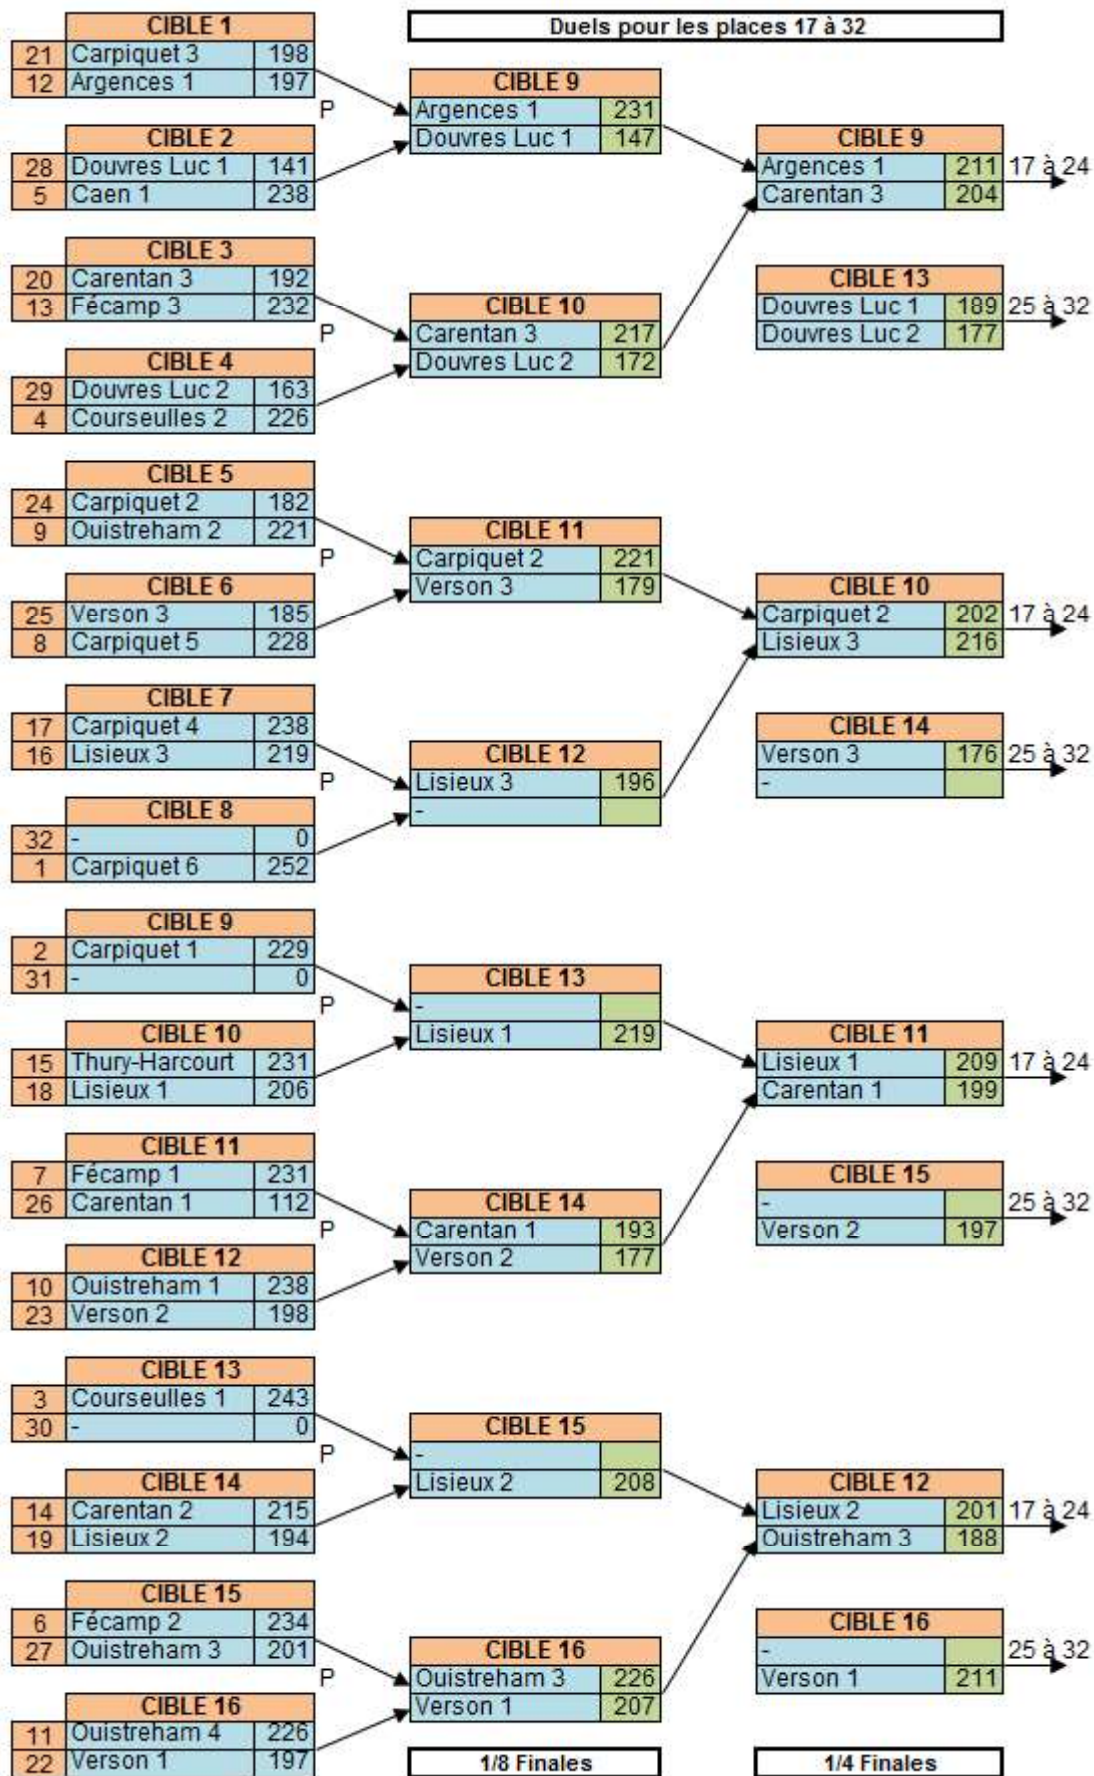 CIBLE 1
21 Carpiquet 3 198
12 Argences 1 197
P
CIBLE 2
28 Douvres Luc 1 141
5 Caen 1 238
CIBLE 3
20 Carentan 3 192
13 Fécamp 3 232
P
CIBLE 4
29 Douvres Luc 2 163
4 Courseulles 2 226
CIBLE 5
24 Carpiquet 2 182
9 Ouistreham 2 221
P
CIBLE 6
25 Verson 3 185
8 Carpiquet 5 228
CIBLE 7
17 Carpiquet 4 238
16 Lisieux 3 219
P
CIBLE 8
32 - 0
1 Carpiquet 6 252
CIBLE 9
2 Carpiquet 1 229
31 - 0
P
CIBLE 10
15 Thury-Harcourt 231
18 Lisieux 1 206
CIBLE 11
7 Fécamp 1 231
26 Carentan 1 112
P
CIBLE 12
10 Ouistreham 1 238
23 Verson 2 198
CIBLE 13
3 Courseulles 1 243
30 - 0
P
CIBLE 14
14 Carentan 2 215
19 Lisieux 2 194
CIBLE 15
6 Fécamp 2 234
27 Ouistreham 3 201
P
CIBLE 16
11 Ouistreham 4 226
22 Verson 1 197
Duels pour les places 17 à 32
CIBLE 9
Argences 1 231
Douvres Luc 1 147
CIBLE 10
Carentan 3 217
Douvres Luc 2 172
CIBLE 11
Carpiquet 2 221
Verson 3 179
CIBLE 12
Lisieux 3 196
-
CIBLE 13
-
Lisieux 1 219
CIBLE 14
Carentan 1 193
Verson 2 177
CIBLE 15
-
Lisieux 2 208
CIBLE 16
Ouistreham 3 226
Verson 1 207
1/8 Finales
CIBLE 9
Argences 1 211 17 à 24
Carentan 3 204
CIBLE 13
Douvres Luc 1 189 25 à 32
Douvres Luc 2 177
CIBLE 10
Carpiquet 2 202 17 à 24
Lisieux 3 216
CIBLE 14
Verson 3 176 25 à 32
-
CIBLE 11
Lisieux 1 209 17 à 24
Carentan 1 199
CIBLE 15
- 25 à 32
Verson 2 197
CIBLE 12
Lisieux 2 201 17 à 24
Ouistreham 3 188
CIBLE 16
- 25 à 32
Verson 1 211
1/4 Finales